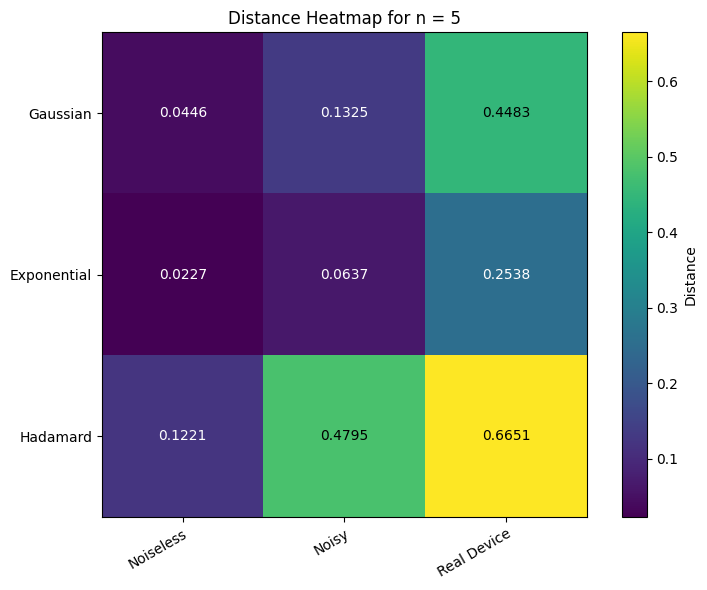 Distance Heatmap for n = 5
Gaussian
0.0446
0.1325
0.4483
Exponential
0.0227
0.0637
0.2538
Hadamard
0.1221
0.4795
0.6651
Noiseless
Noisy
Real Device
0.6
0.5
0.4
0.3
0.2
0.1
Distance